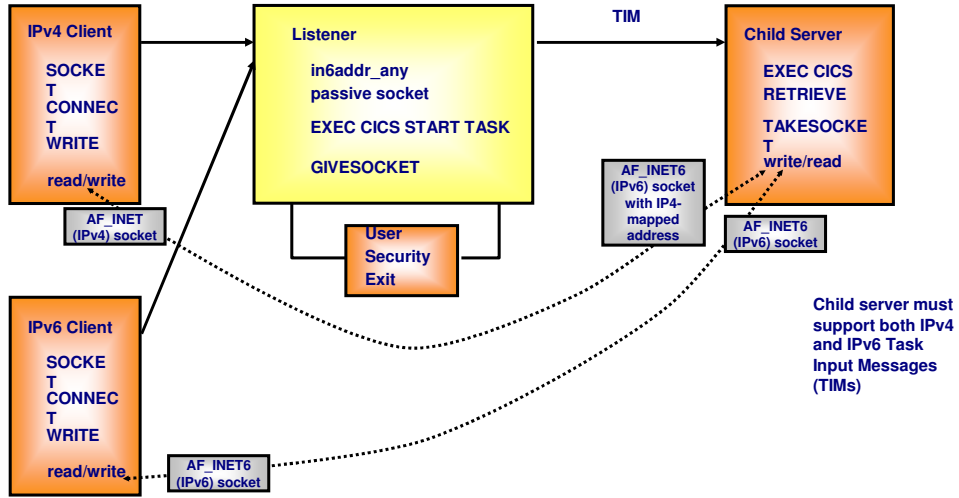 IPv4 Client
SOCKE
T
CONNEC
T
WRITE
read/write
AF_INET
(IPv4) socket
Listener
in6addr_any
passive socket
EXEC CICS START TASK
GIVESOCKET
User
Security
Exit
TIM
Child Server
EXEC CICS
RETRIEVE
TAKESOCKE
T
write/read
AF_INET6
(IPv6) socket
with IP4-
mapped
address
AF_INET6
(IPv6) socket
IPv6 Client
SOCKE
T
CONNEC
T
WRITE
read/write
AF_INET6
(IPv6) socket
Child server must
support both IPv4
and IPv6 Task
Input Messages
(TIMs)